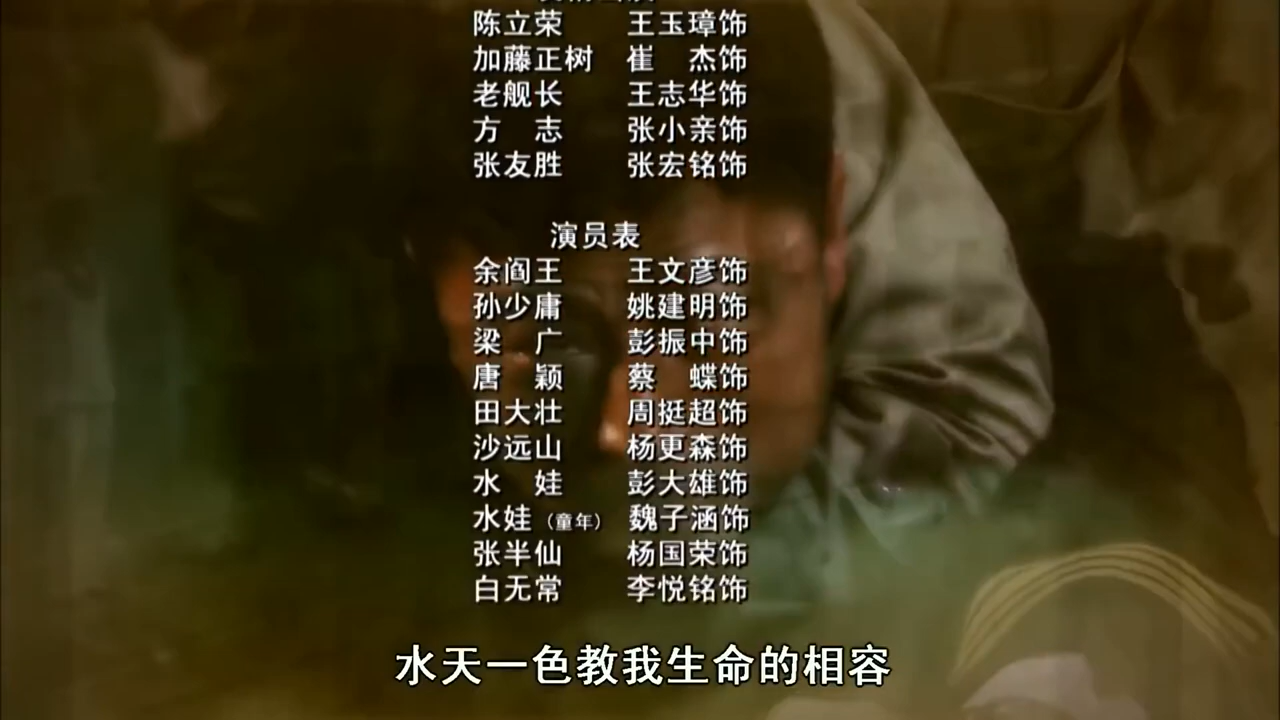 陈立荣 王玉璋饰
加藤正树 崔 杰饰
老舰长 王志华饰
方 志 张小亲饰
张友胜 张宏铭饰
演员表
余阎王 王文彦饰
孙少庸 姚建明饰
梁 广 彭振中饰
唐 颖 蔡 蝶饰
田大壮 周挺超饰
沙远山 杨更森饰
水 娃 彭大雄饰
水娃（童年） 魏子涵饰
张半仙 杨国荣饰
白无常 李悦铭饰
水天一色教我生命的相容